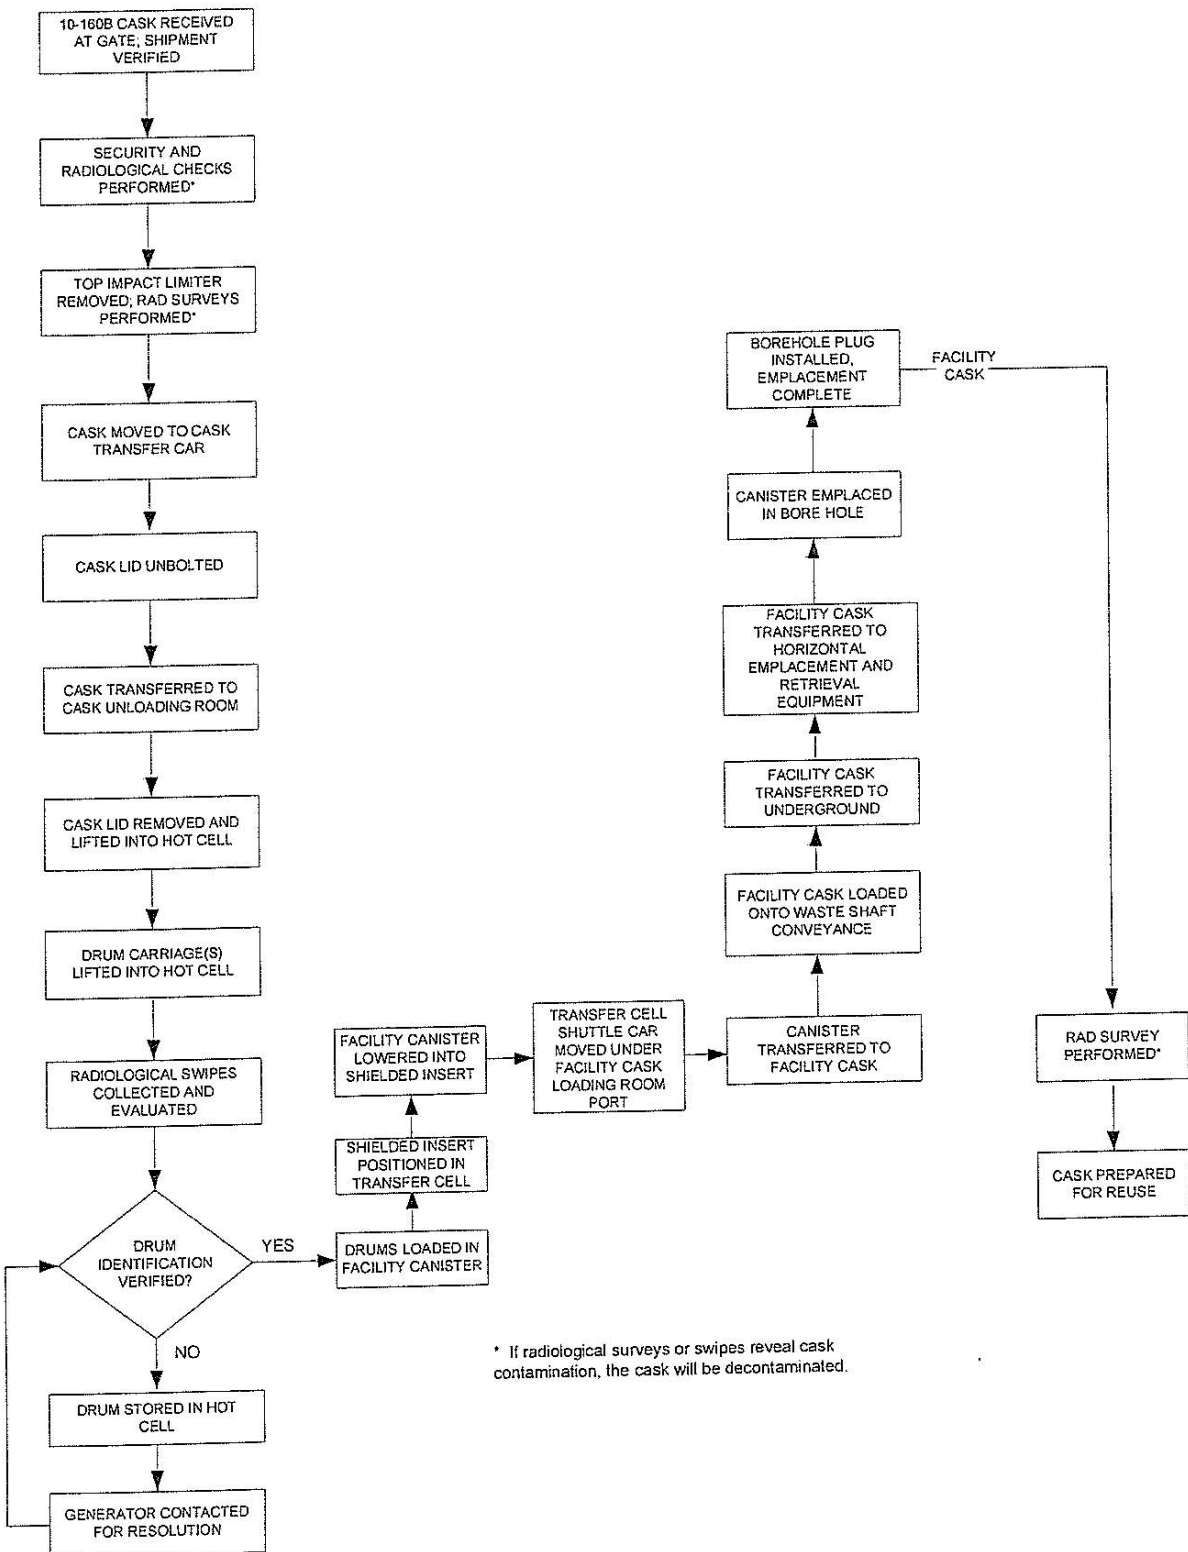 10-160B CASK RECEIVED
AT GATE; SHIPMENT
VERIFIED
SECURITY AND
RADIOLOGICAL CHECKS
PERFORMED*
TOP IMPACT LIMITER
REMOVED; RAD SURVEYS
PERFORMED*
CASK MOVED TO CASK
TRANSFER CAR
CASK LID UNBOLTED
CASK TRANSFERRED TO
CASK UNLOADING ROOM
CASK LID REMOVED AND
LIFTED INTO HOT CELL
DRUM CARRIAGE(S)
LIFTED INTO HOT CELL
RADIOLOGICAL SWIPES
COLLECTED AND
EVALUATED
DRUM
IDENTIFICATION
VERIFIED?
NO
DRUM STORED IN HOT
CELL
GENERATOR CONTACTED
FOR RESOLUTION
YES
DRUMS LOADED IN
FACILITY CANISTER
SHIELDED INSERT
POSITIONED IN
TRANSFER CELL
FACILITY CANISTER
LOWERED INTO
SHIELDED INSERT
TRANSFER CELL
SHUTTLE CAR
MOVED UNDER
FACILITY CASK
LOADING ROOM
PORT
CANISTER
TRANSFERRED TO
FACILITY CASK
FACILITY CASK LOADED
ONTO WASTE SHAFT
CONVEYANCE
FACILITY CASK
TRANSFERRED TO
UNDERGROUND
FACILITY CASK
TRANSFERRED TO
HORIZONTAL
EMPLACEMENT AND
RETRIEVAL
EQUIPMENT
CANISTER EMPLACED
IN BORE HOLE
BOREHOLE PLUG
INSTALLED,
EMPLACEMENT
COMPLETE
FACILITY
CASK
RAD SURVEY
PERFORMED*
CASK PREPARED
FOR REUSE
* If radiological surveys or swipes reveal cask
contamination, the cask will be decontaminated.